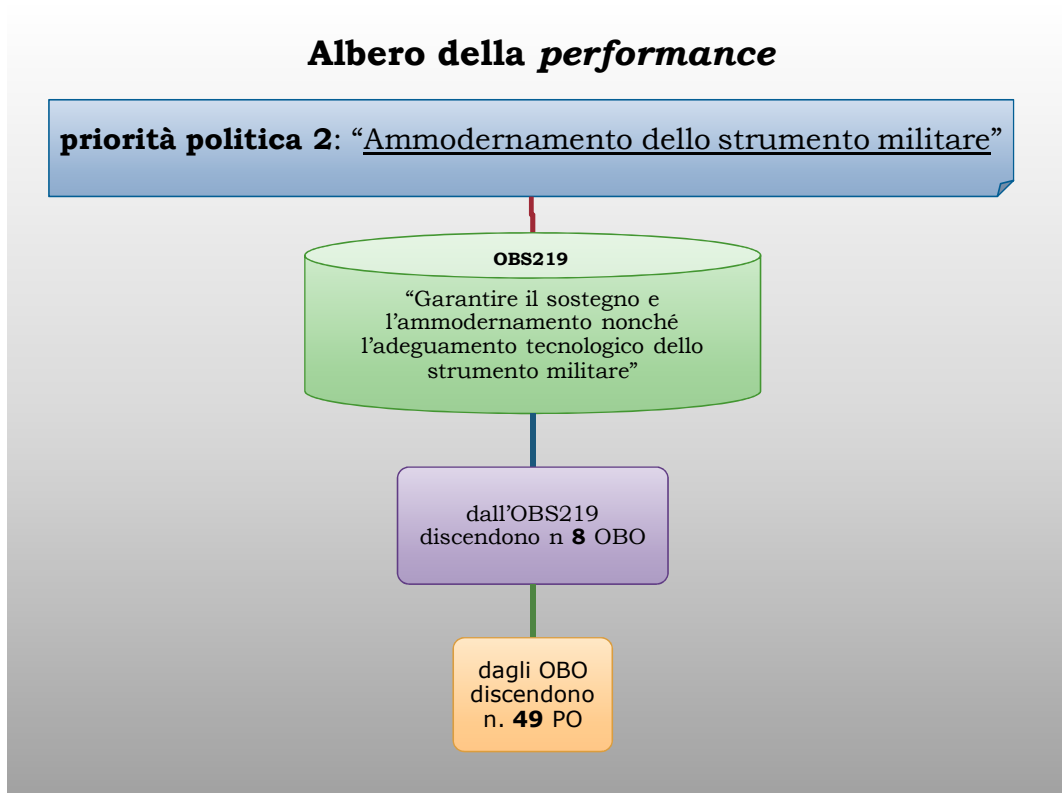 Albero della performance
priorità politica 2: “Ammodernamento dello strumento militare”
OBS219
“Garantire il sostegno e
l’ammodernamento nonché
l’adeguamento tecnologico dello
strumento militare”
dall’OBS219
discendono n 8 OBO
dagli OBO
discendono
n. 49 PO